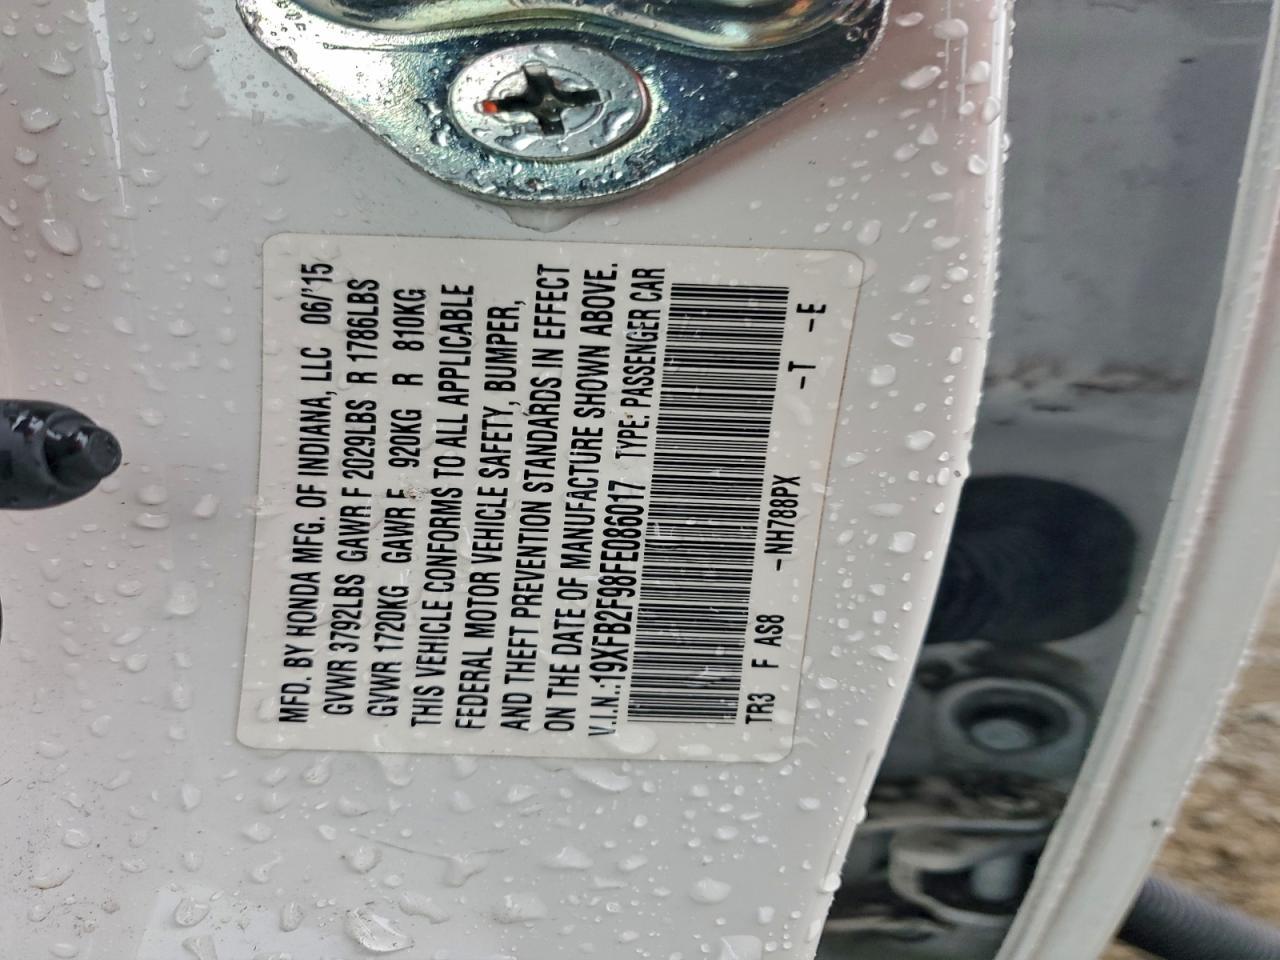 MFD. BY HONDA MFG. OF INDIANA, LLC 06/'15
GVWR 3792LBS GAWR F 2029LBS R 1786LBS
GVWR 1720KG GAWR F 920KG R 810KG
THIS VEHICLE CONFORMS TO ALL APPLICABLE
FEDERAL MOTOR VEHICLE SAFETY, BUMPER,
AND THEFT PREVENTION STANDARDS IN EFFECT
ON THE DATE OF MANUFACTURE SHOWN ABOVE.
V.I.N.:19XFB2F98FE086017 TYPE: PASSENGER CAR
TR3 F AS8 -NH788PX -T -E